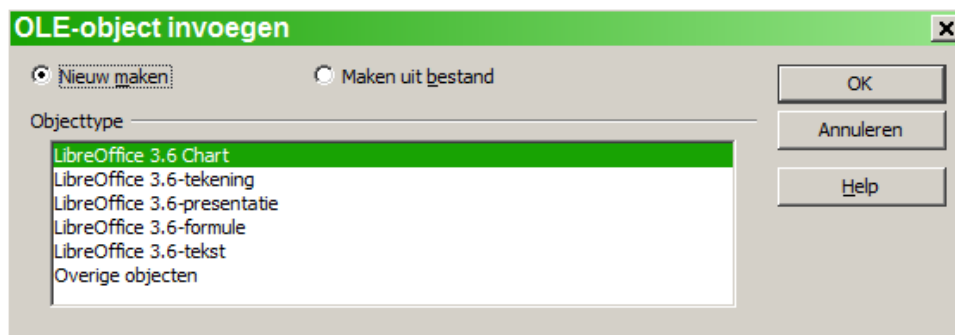 OLE-object invoegen
Nieuw maken
Maken uit bestand
OK
Objecttype
Annuleren
LibreOffice 3.6 Chart
LibreOffice 3.6-tekening
Help
LibreOffice 3.6-presentatie
LibreOffice 3.6-formule
LibreOffice 3.6-tekst
Overige objecten